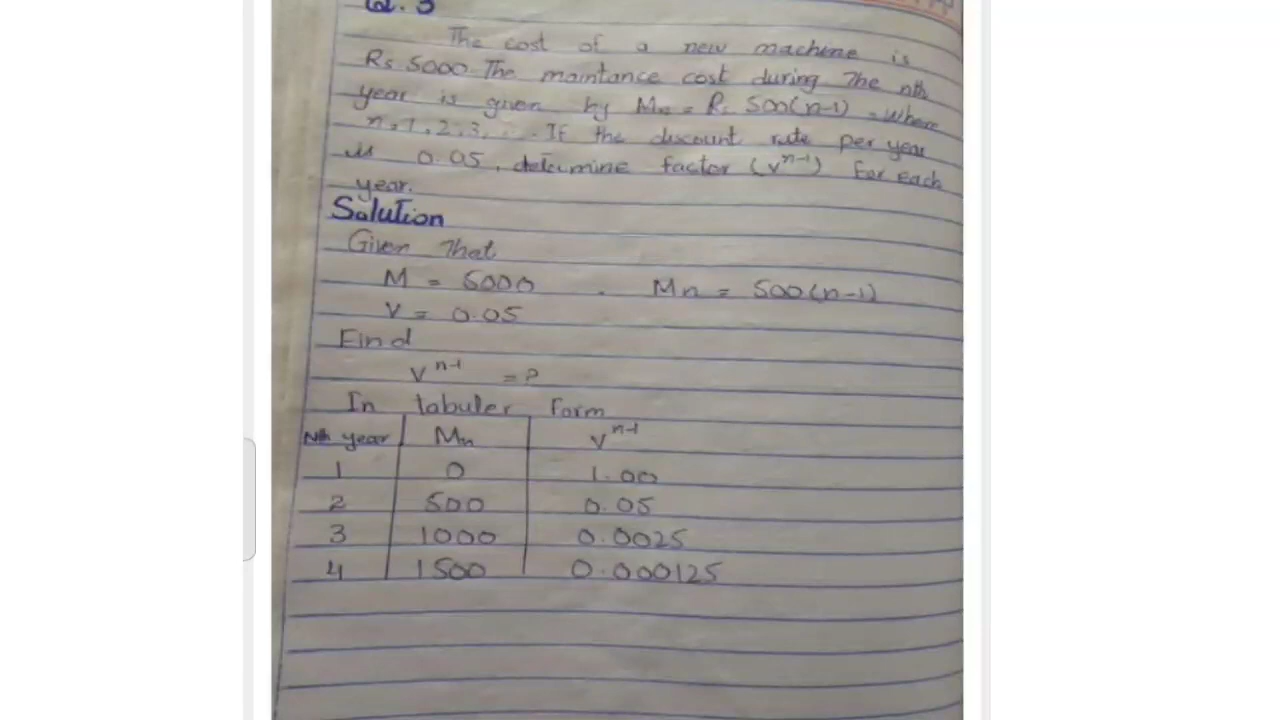 Q.3
The cost of a new machine is
Rs 5000. The maintance cost during The nth
year is given by Mn = Rs 500(n-1) . where
n = 1, 2, 3, ... If the discount rate per year
is 0.05, determine factor (v^n-1) For each
year.
Solution
Given That
M = 5000 . Mn = 500(n-1)
V = 0.05
Find
V^n-1 = ?
In tabuler form
Nth year Mn V^n-1
1 0 1.00
2 500 0.05
3 1000 0.0025
4 1500 0.000125